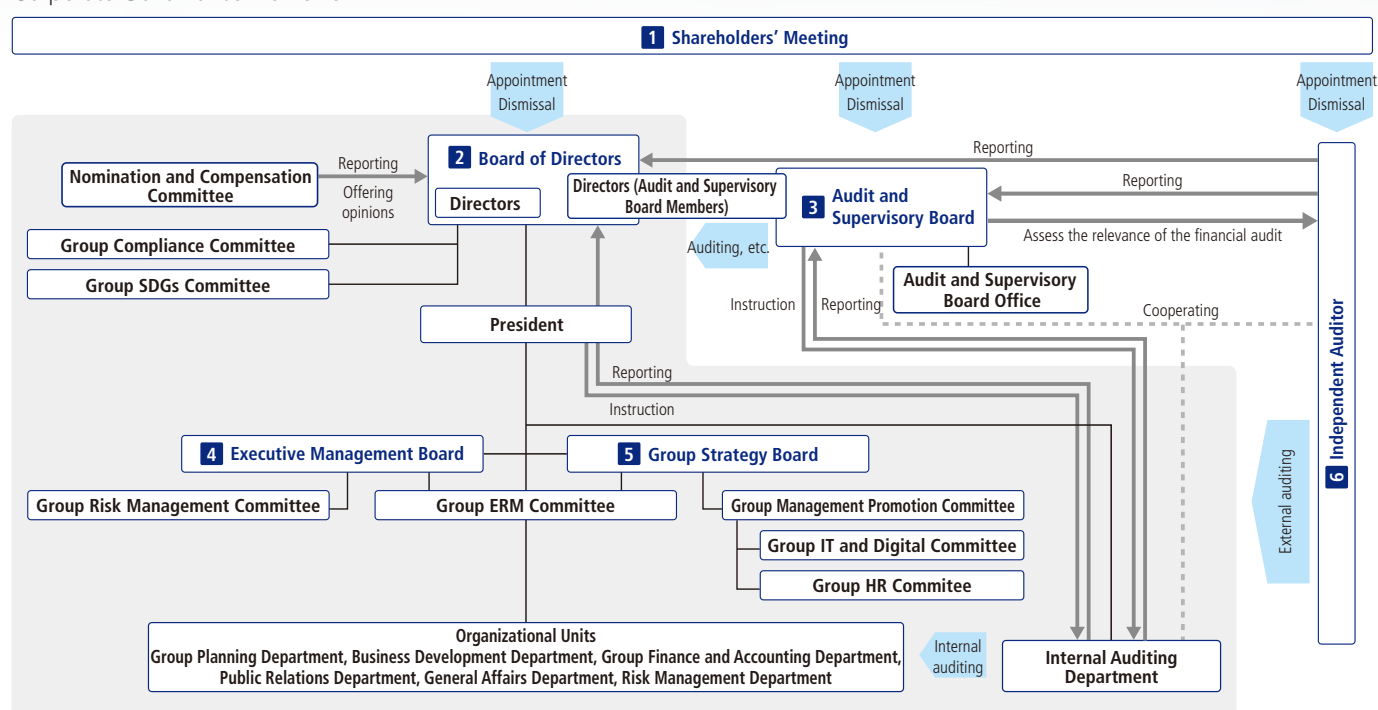 1 Shareholders' Meeting
Appointment
Dismissal
Appointment
Dismissal
Appointment
Dismissal
2 Board of Directors
Directors
Directors (Audit and Supervisory
Board Members)
Nomination and Compensation
Committee
Reporting
Offering
opinions
Group Compliance Committee
Group SDGs Committee
3 Audit and
Supervisory Board
Reporting
Reporting
Assess the relevance of the financial audit
Auditing, etc.
Audit and Supervisory
Board Office
Instruction
Reporting
Cooperating
President
Reporting
Instruction
6 Independent Auditor
External auditing
4 Executive Management Board
5 Group Strategy Board
Group Risk Management Committee
Group ERM Committee
Group Management Promotion Committee
Group IT and Digital Committee
Group HR Commitee
Organizational Units
Group Planning Department, Business Development Department, Group Finance and Accounting Department,
Public Relations Department, General Affairs Department, Risk Management Department
Internal
auditing
Internal Auditing
Department